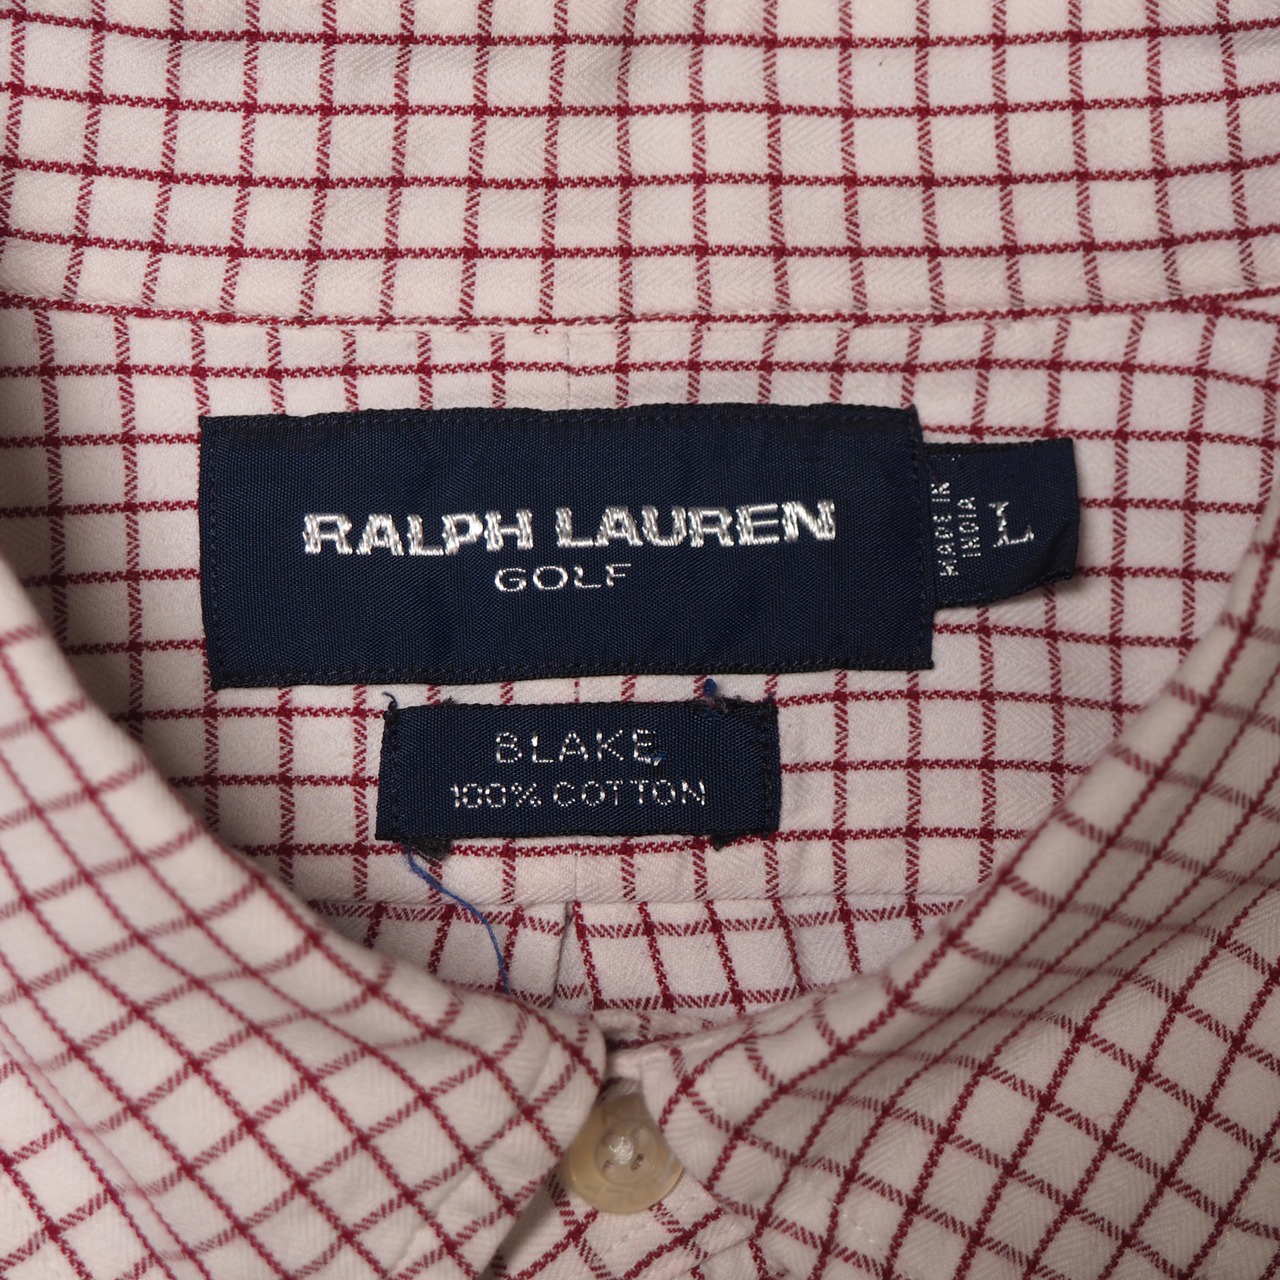 RALPH LAUREN
GOLF
MADE IN
INDIA
L
BLAKE
100% COTTON